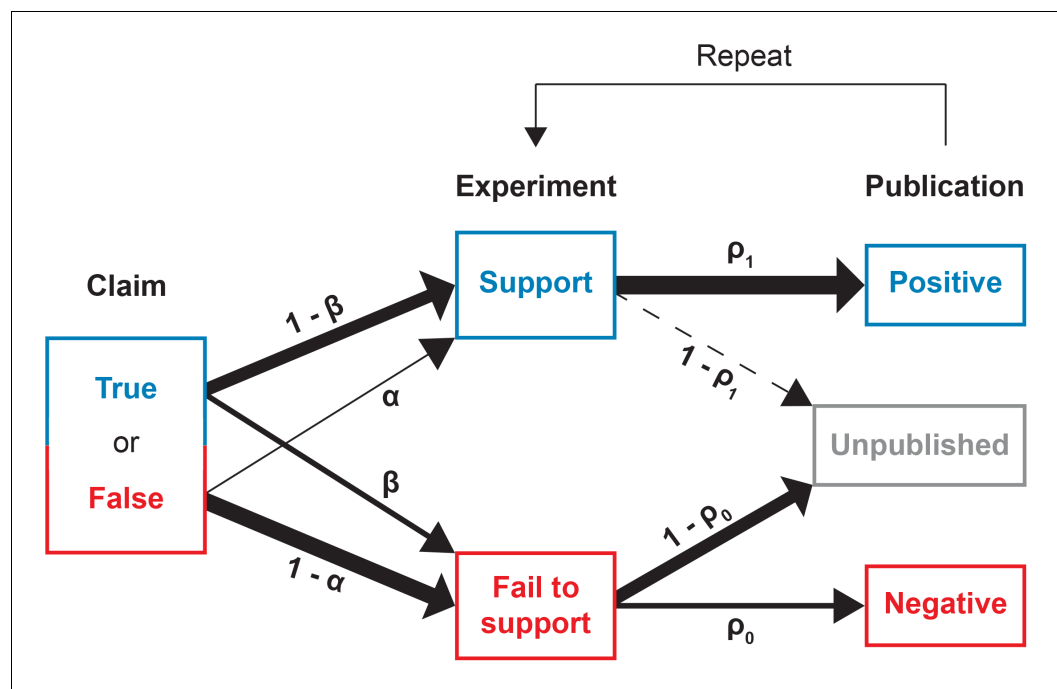 Repeat
Experiment
Publication
Claim
Support
ρ1
Positive
1 - β
1 - ρ1
True
α
or
Unpublished
False
β
1 - ρ0
1 - α
Fail to
support
ρ0
Negative